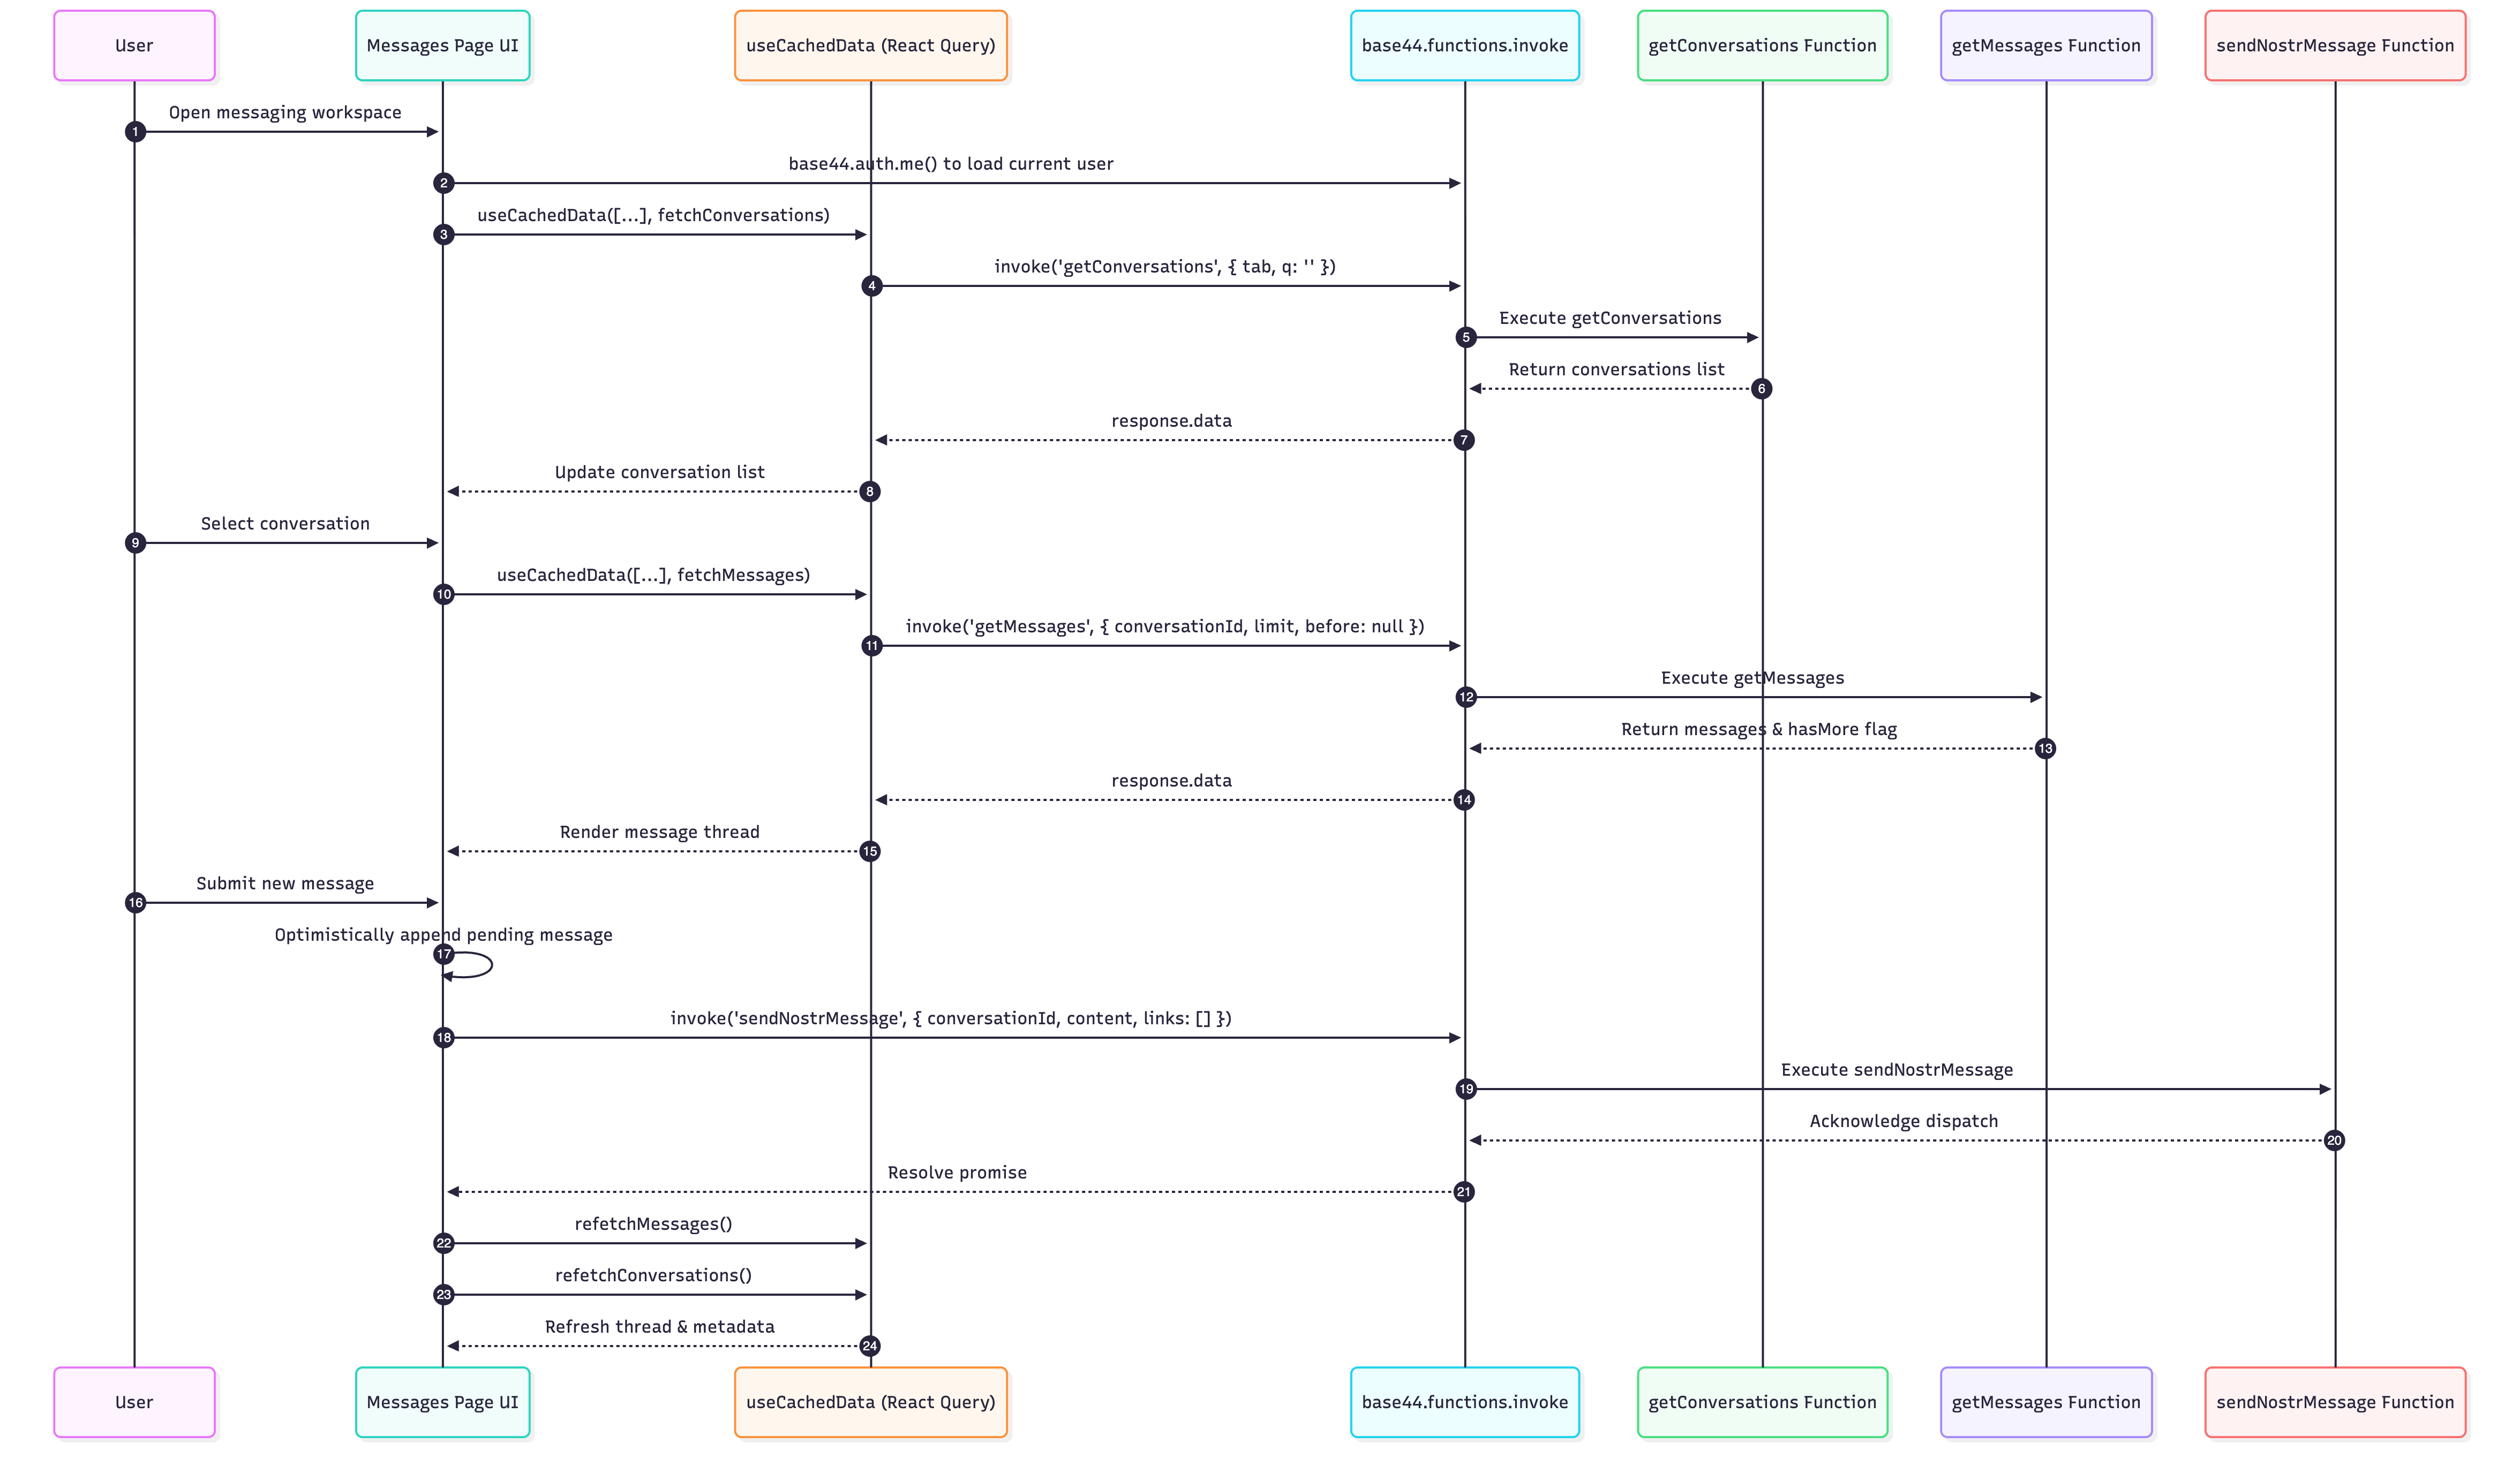 User
Messages Page UI
useCachedData (React Query)
base44.functions.invoke
getConversations Function
getMessages Function
sendNostrMessage Function
Open messaging workspace
1
base44.auth.me() to load current user
2
useCachedData([...], fetchConversations)
3
invoke('getConversations', { tab, q: '' })
4
Execute getConversations
5
Return conversations list
6
response.data
7
Update conversation list
8
Select conversation
9
useCachedData([...], fetchMessages)
10
invoke('getMessages', { conversationId, limit, before: null })
11
Execute getMessages
12
Return messages & hasMore flag
13
response.data
14
Render message thread
15
Submit new message
16
Optimistically append pending message
17
invoke('sendNostrMessage', { conversationId, content, links: [] })
18
Execute sendNostrMessage
19
Acknowledge dispatch
20
Resolve promise
21
refetchMessages()
22
refetchConversations()
23
Refresh thread & metadata
24
User
Messages Page UI
useCachedData (React Query)
base44.functions.invoke
getConversations Function
getMessages Function
sendNostrMessage Function